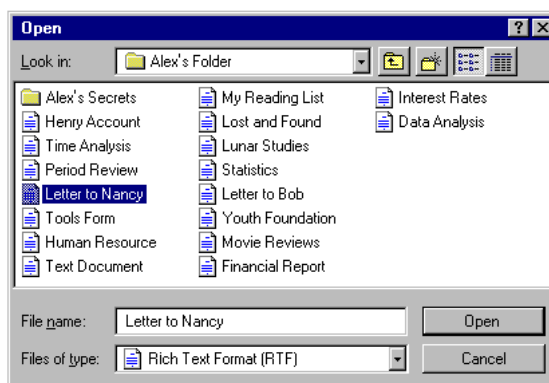 Open
Look in: Alex's Folder
Alex's Secrets My Reading List Interest Rates
Henry Account Lost and Found Data Analysis
Time Analysis Lunar Studies
Period Review Statistics
Letter to Nancy Letter to Bob
Tools Form Youth Foundation
Human Resource Movie Reviews
Text Document Financial Report
File name: Letter to Nancy Open
Files of type: Rich Text Format (RTF) Cancel